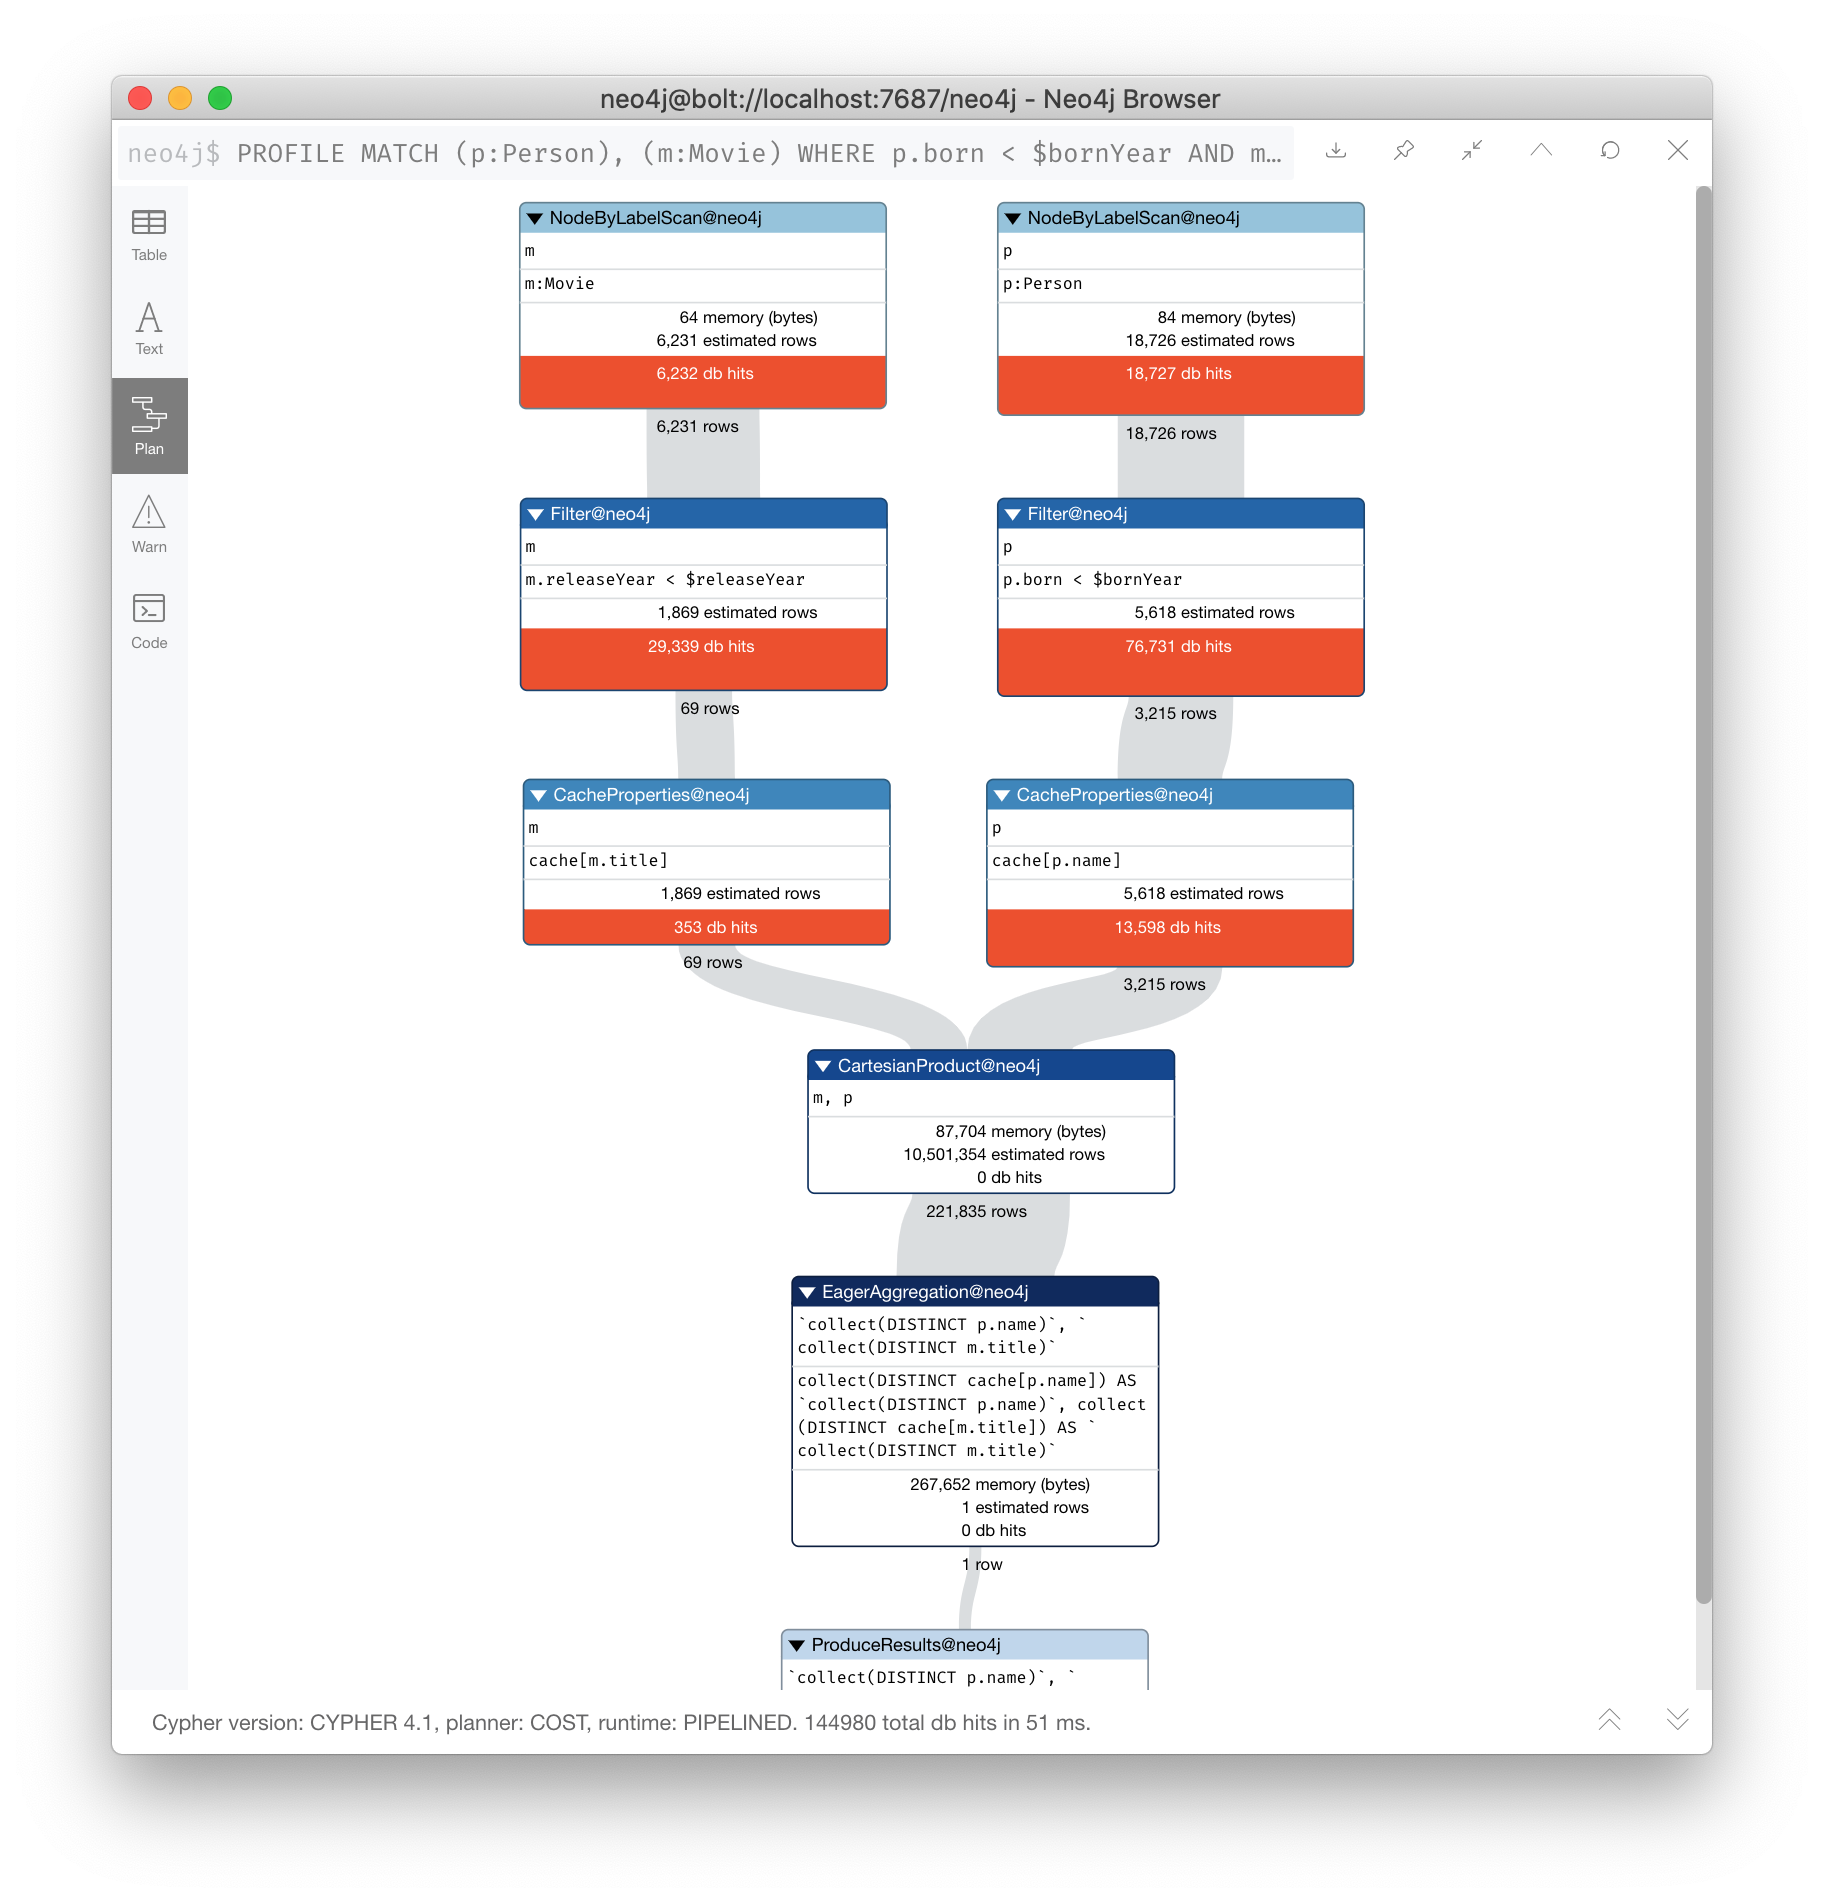 neo4j@bolt://localhost:7687/neo4j - Neo4j Browser
neo4j$ PROFILE MATCH (p:Person), (m:Movie) WHERE p.born < $bornYear AND m…
Table
Text
Plan
Warn
Code
NodeByLabelScan@neo4j
m
m:Movie
64 memory (bytes)
6,231 estimated rows
6,232 db hits
6,231 rows
NodeByLabelScan@neo4j
p
p:Person
84 memory (bytes)
18,726 estimated rows
18,727 db hits
18,726 rows
Filter@neo4j
m
m.releaseYear < $releaseYear
1,869 estimated rows
29,339 db hits
69 rows
Filter@neo4j
p
p.born < $bornYear
5,618 estimated rows
76,731 db hits
3,215 rows
CacheProperties@neo4j
m
cache[m.title]
1,869 estimated rows
353 db hits
69 rows
CacheProperties@neo4j
p
cache[p.name]
5,618 estimated rows
13,598 db hits
3,215 rows
CartesianProduct@neo4j
m, p
87,704 memory (bytes)
10,501,354 estimated rows
0 db hits
221,835 rows
EagerAggregation@neo4j
`collect(DISTINCT p.name)`, `
collect(DISTINCT m.title)`
collect(DISTINCT cache[p.name]) AS
`collect(DISTINCT p.name)`, collect
(DISTINCT cache[m.title]) AS `
collect(DISTINCT m.title)`
267,652 memory (bytes)
1 estimated rows
0 db hits
1 row
ProduceResults@neo4j
`collect(DISTINCT p.name)`, `
Cypher version: CYPHER 4.1, planner: COST, runtime: PIPELINED. 144980 total db hits in 51 ms.